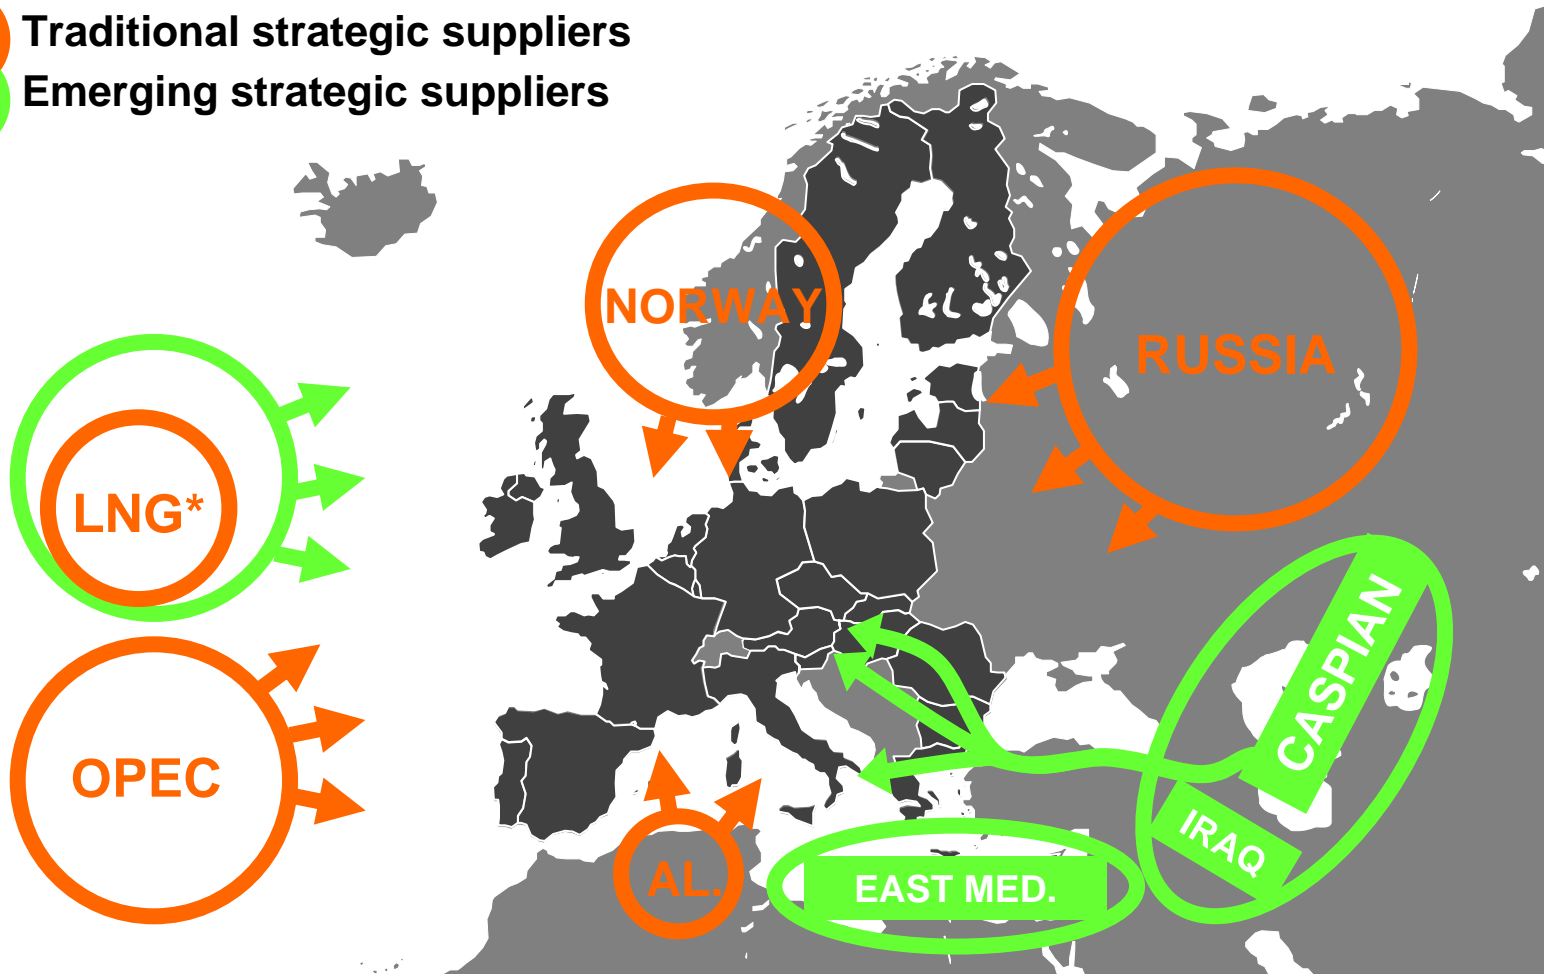 Traditional strategic suppliers
Emerging strategic suppliers
NORWAY
RUSSIA
LNG*
CASPIAN
OPEC
IRAQ
AL.
EAST MED.